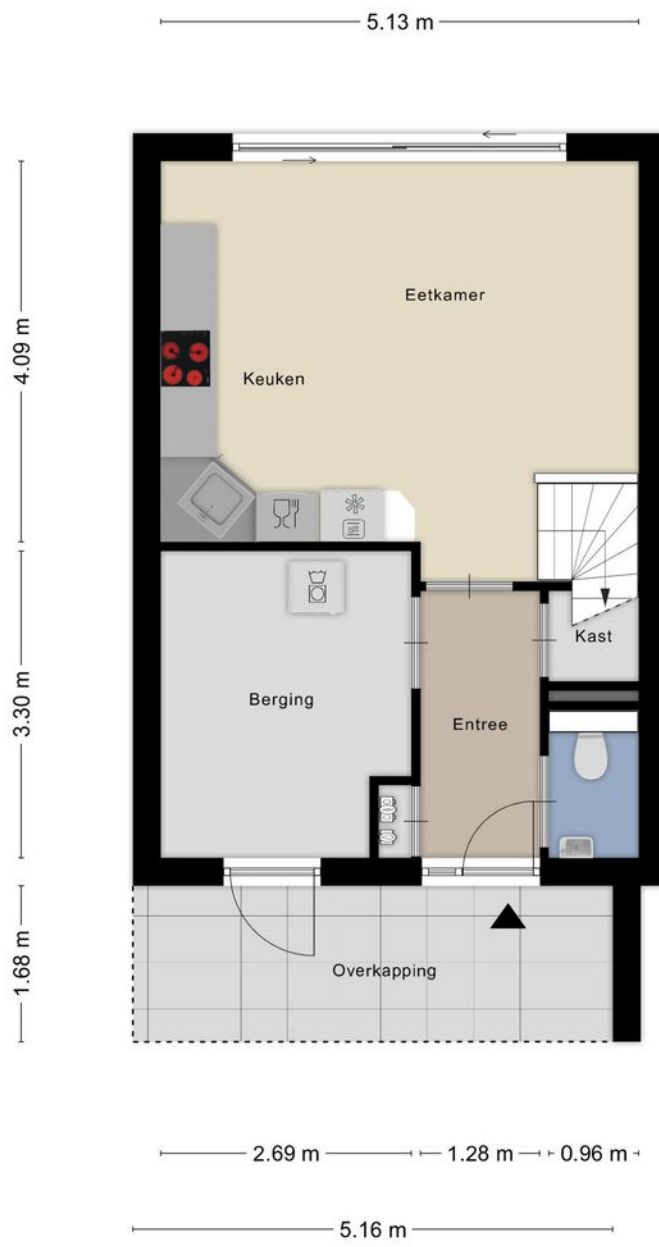 5.13 m
4.09 m
Eetkamer
Keuken
3.30 m
Kast
Berging
Entree
1.68 m
Overkapping
2.69 m
1.28 m
0.96 m
5.16 m